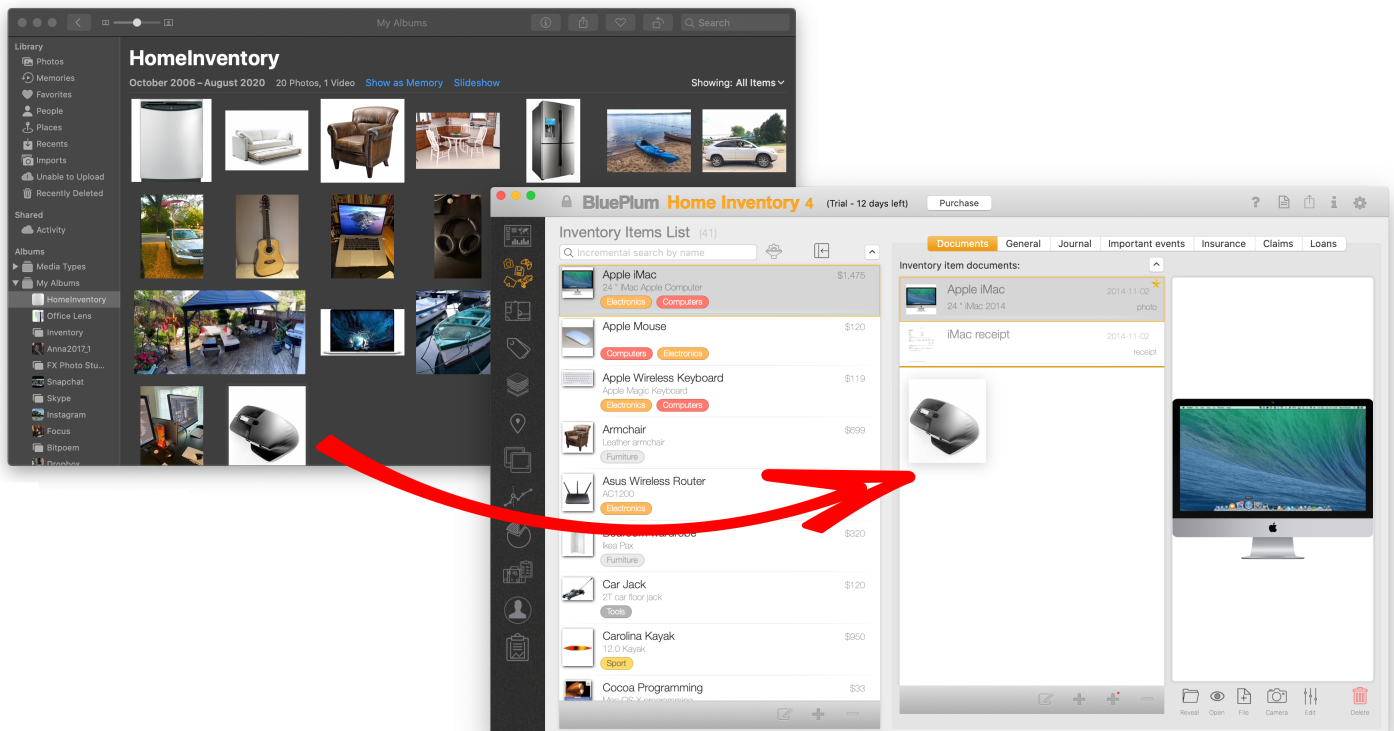 My Albums
Search
Library
Photos
Memories
Favorites
People
Places
Recents
Imports
Unable to Upload
Recently Deleted
Shared
Activity
Albums
Media Types
My Albums
HomeInventory
Office Lens
Inventory
Anna2017_1
FX Photo Stu...
Snapchat
Skype
Instagram
Focus
Bitpoem
Dropbox
HomeInventory
October 2006 – August 2020 20 Photos, 1 Video Show as Memory Slideshow Showing: All Items
BluePlum Home Inventory 4 (Trial - 12 days left) Purchase
Inventory Items List (41)
Incremental search by name
Apple iMac $1,475
24 " iMac Apple Computer
Electronics Computers
Apple Mouse $120
Computers Electronics
Apple Wireless Keyboard $119
Apple Magic Keyboard
Electronics Computers
Armchair $699
Leather armchair
Furniture
Asus Wireless Router
AC1200
Electronics
Bedroom Wardrobe $320
Ikea Pax
Furniture
Car Jack $120
2T car floor jack
Tools
Carolina Kayak $950
12.0 Kayak
Sport
Cocoa Programming $33
Mac OS X programming
Documents General Journal Important events Insurance Claims Loans
Inventory item documents:
Apple iMac 2014-11-02
24 " iMac 2014 photo
iMac receipt 2014-11-02
receipt
Reveal Open File Camera Edit Delete